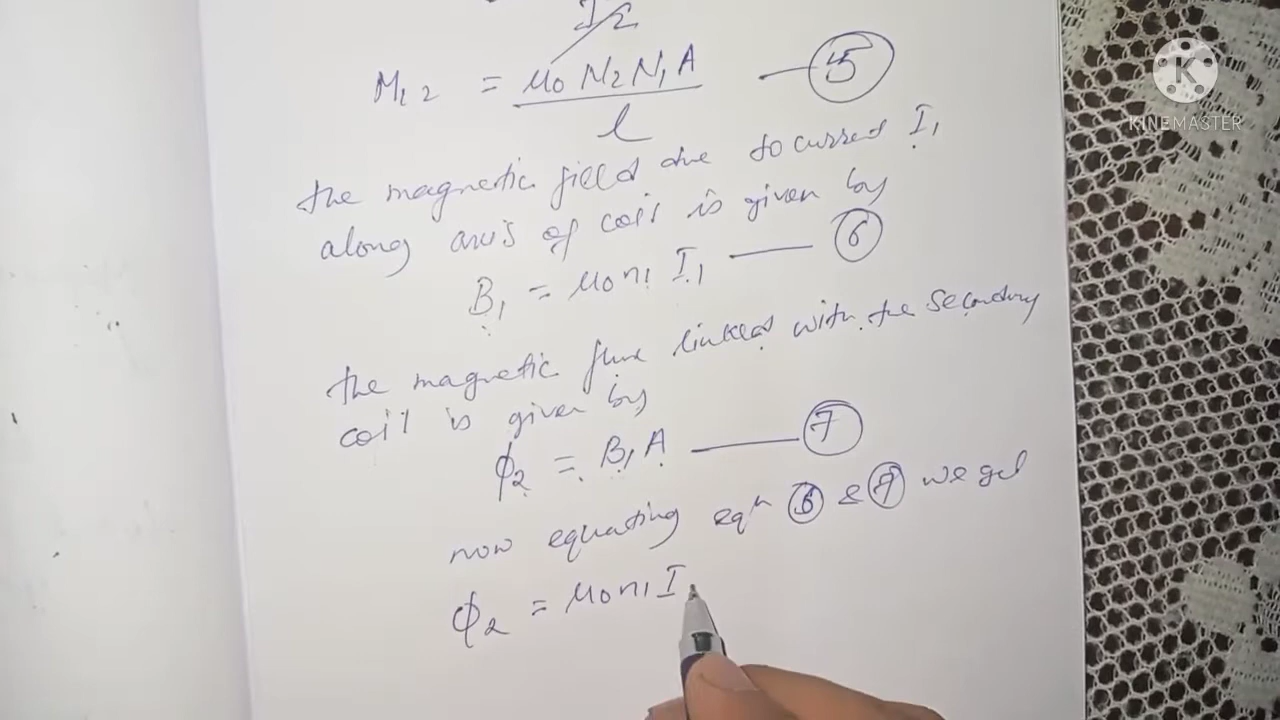 I2
M12 = μ0 N2 N1 A / l — 5
K
KINEMASTER
the magnetic field due to current I1
along axis of coil is given by
B1 = μ0 n1 I1 — 6
the magnetic flux linked with the secondary
coil is given by
ϕ2 = B1 A — 7
now equating eqn 6 & 7 we get
ϕ2 = μ0 n1 I